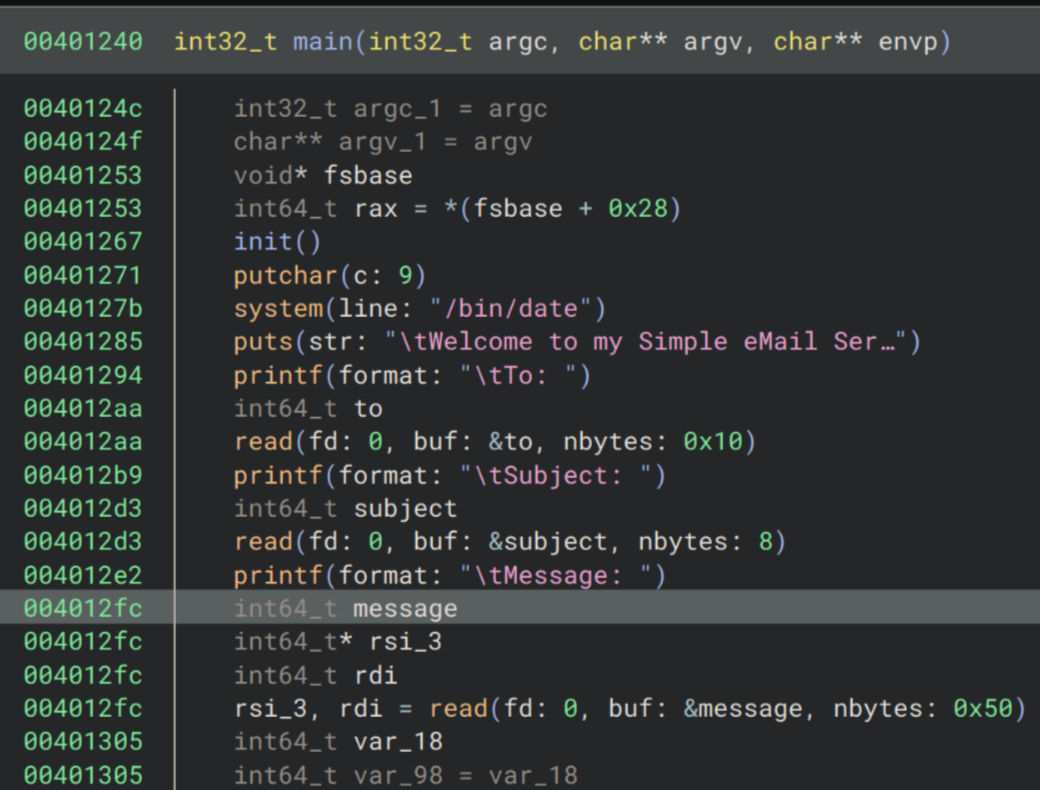 00401240 int32_t main(int32_t argc, char** argv, char** envp)
0040124c int32_t argc_1 = argc
0040124f char** argv_1 = argv
00401253 void* fsbase
00401253 int64_t rax = *(fsbase + 0x28)
00401267 init()
00401271 putchar(c: 9)
0040127b system(line: "/bin/date")
00401285 puts(str: "\tWelcome to my Simple eMail Ser…")
00401294 printf(format: "\tTo: ")
004012aa int64_t to
004012aa read(fd: 0, buf: &to, nbytes: 0x10)
004012b9 printf(format: "\tSubject: ")
004012d3 int64_t subject
004012d3 read(fd: 0, buf: &subject, nbytes: 8)
004012e2 printf(format: "\tMessage: ")
004012fc int64_t message
004012fc int64_t* rsi_3
004012fc int64_t rdi
004012fc rsi_3, rdi = read(fd: 0, buf: &message, nbytes: 0x50)
00401305 int64_t var_18
00401305 int64_t var_98 = var_18